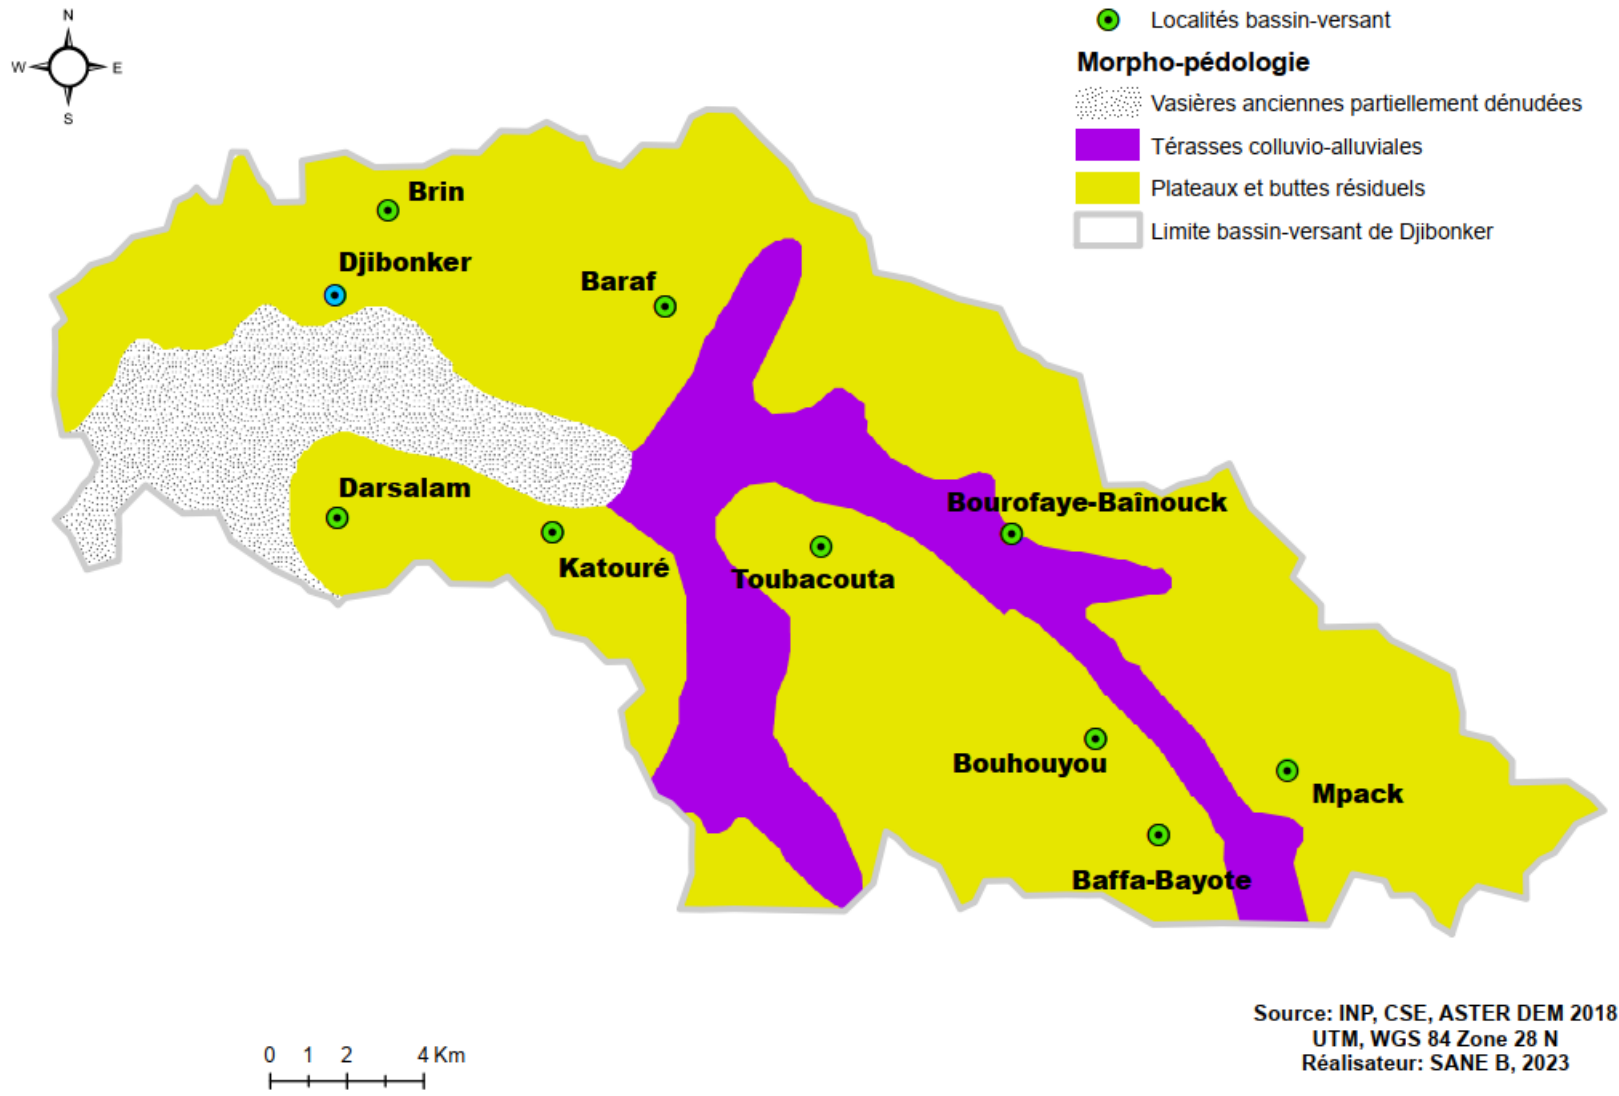 N
W
E
S
Localités bassin-versant
Morpho-pédologie
Vasières anciennes partiellement dénudées
Térasses colluvio-alluviales
Plateaux et buttes résiduels
Limite bassin-versant de Djibonker
Brin
Djibonker
Baraf
Darsalam
Bourofaye-Baînouck
Katouré
Toubacouta
Bouhouyou
Mpack
Baffa-Bayote
0 1 2 4 Km
Source: INP, CSE, ASTER DEM 2018
UTM, WGS 84 Zone 28 N
Réalisateur: SANE B, 2023